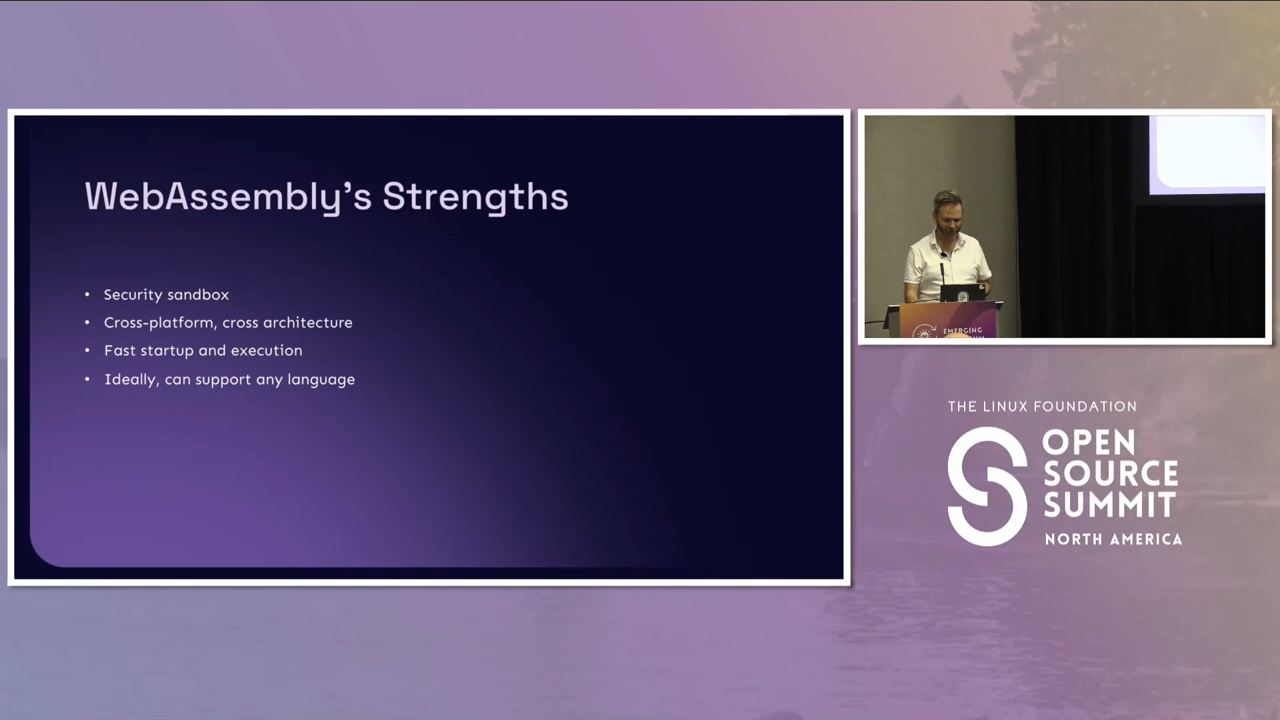 WebAssembly's Strengths
• Security sandbox
• Cross-platform, cross architecture
• Fast startup and execution
• Ideally, can support any language
EMERGING
THE LINUX FOUNDATION
OPEN
SOURCE
SUMMIT
NORTH AMERICA